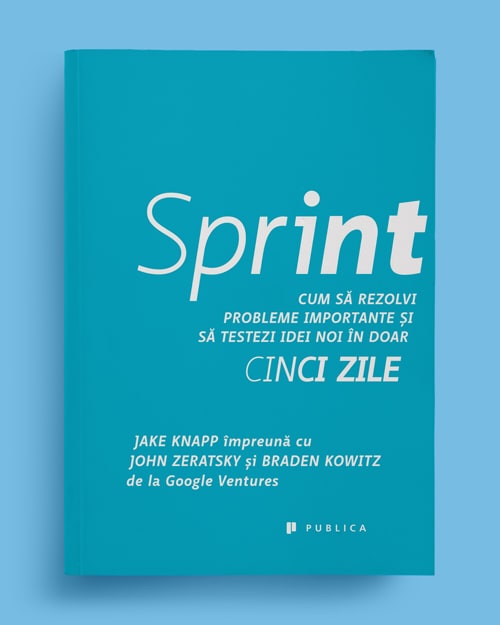 Sprint
CUM SĂ REZOLVI
PROBLEME IMPORTANTE ȘI
SĂ TESTEZI IDEI NOI ÎN DOAR
CINCI ZILE
JAKE KNAPP împreună cu
JOHN ZERATSKY și BRADEN KOWITZ
de la Google Ventures
PUBLICA